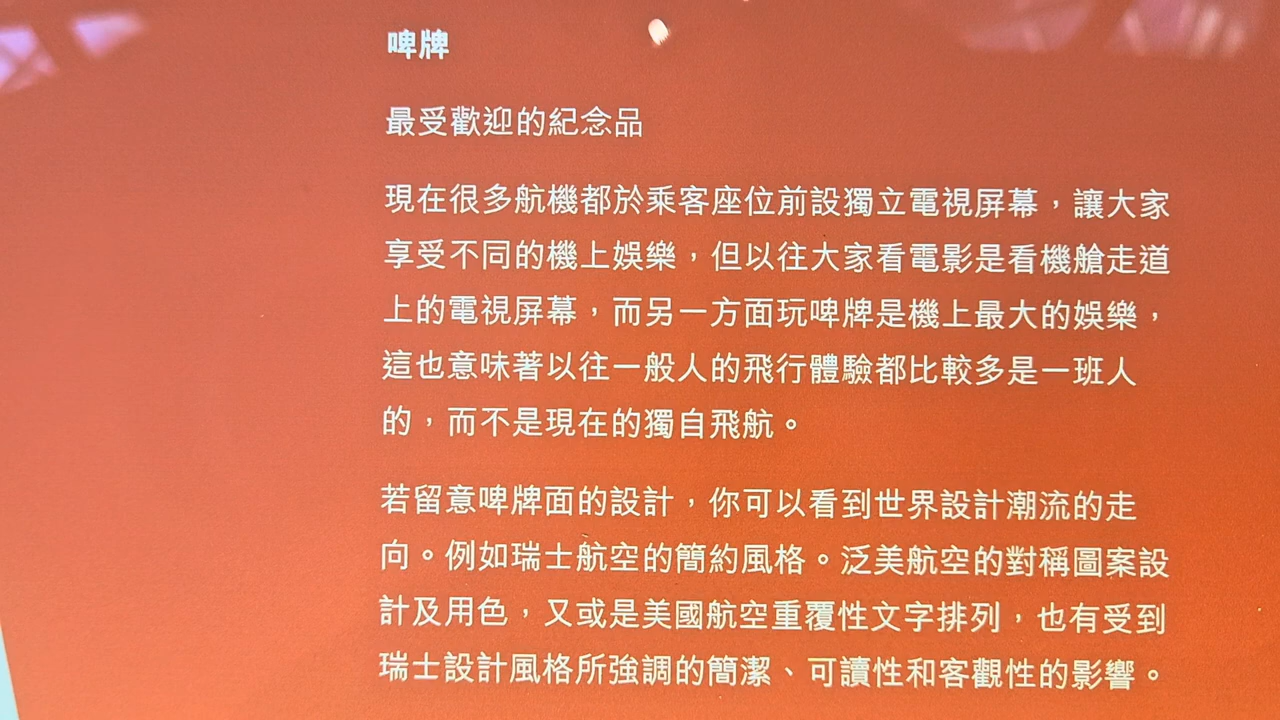 啤牌
最受歡迎的紀念品
現在很多航機都於乘客座位前設獨立電視屏幕，讓大家
享受不同的機上娛樂，但以往大家看電影是看機艙走道
上的電視屏幕，而另一方面玩啤牌是機上最大的娛樂，
這也意味著以往一般人的飛行體驗都比較多是一班人
的，而不是現在的獨自飛航。
若留意啤牌面的設計，你可以看到世界設計潮流的走
向。例如瑞士航空的簡約風格。泛美航空的對稱圖案設
計及用色，又或是美國航空重覆性文字排列，也有受到
瑞士設計風格所強調的簡潔、可讀性和客觀性的影響。